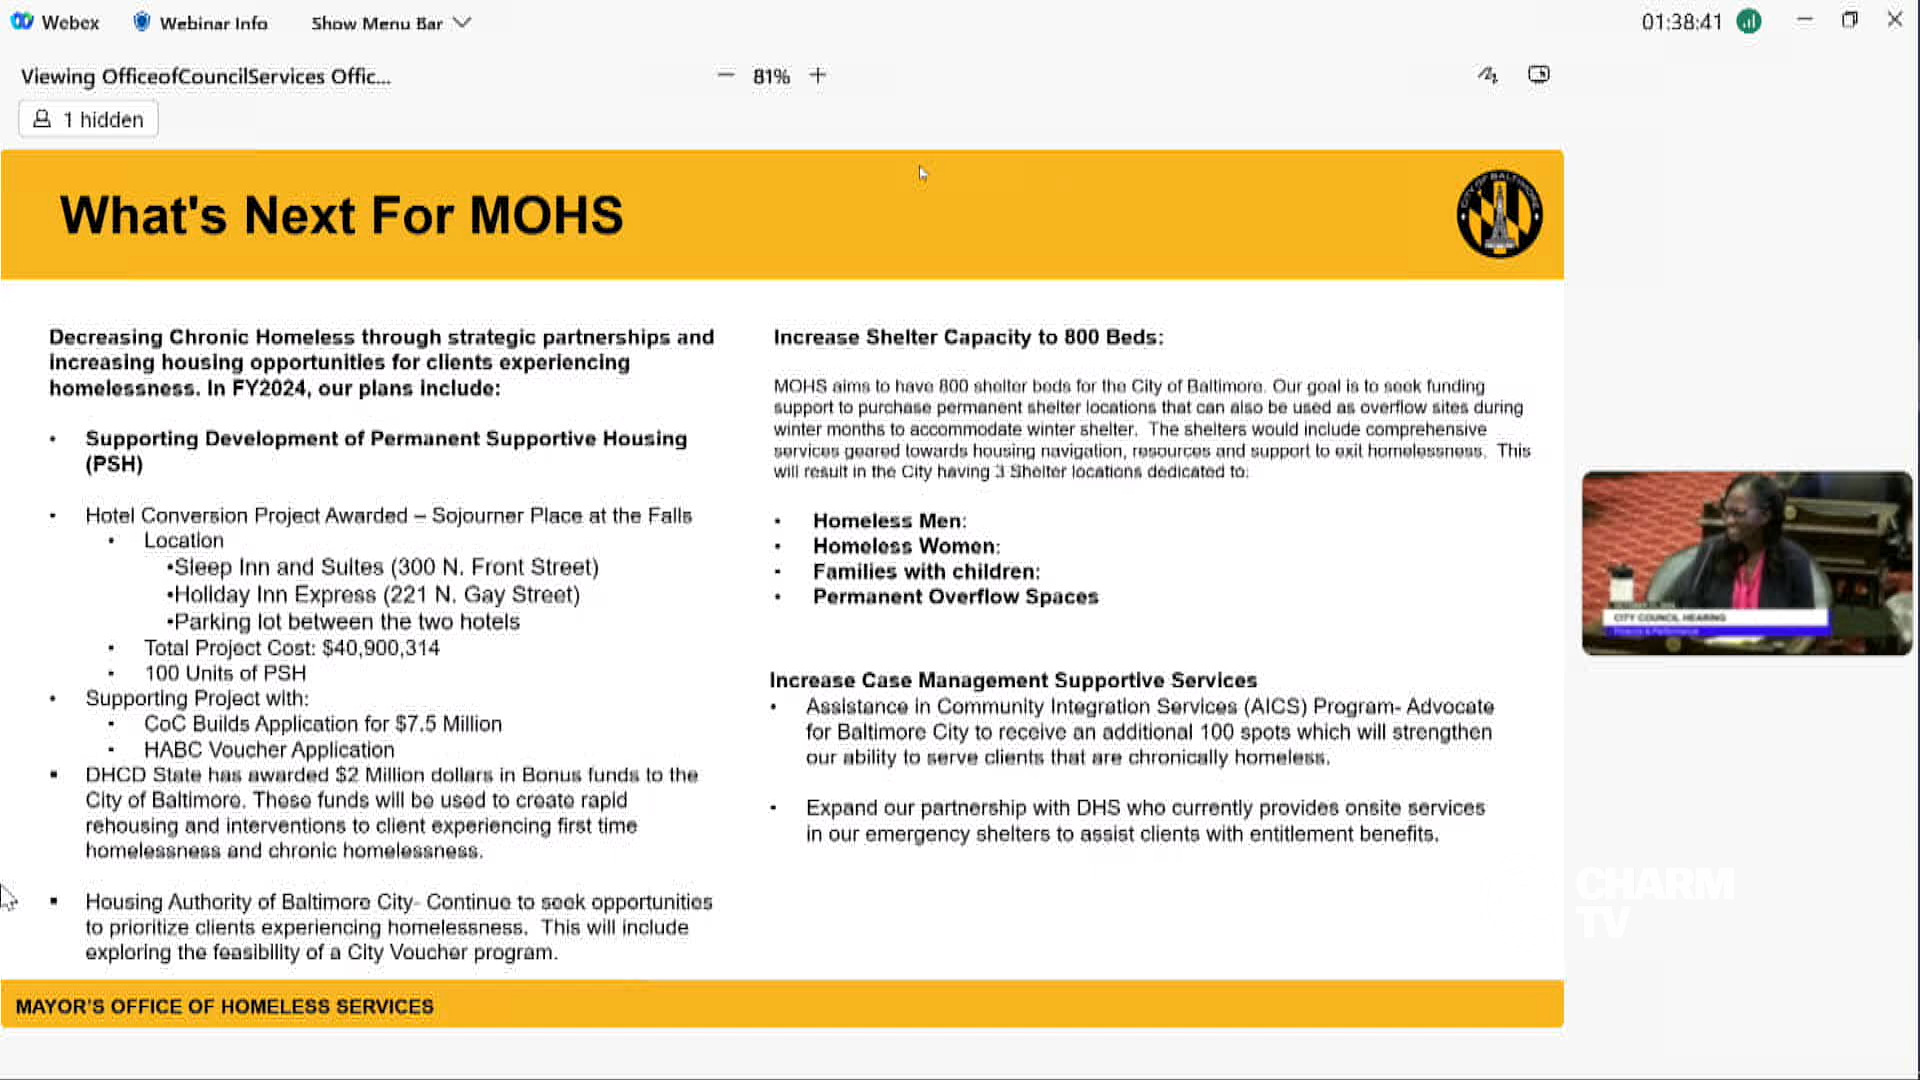 Webex
Webinar Info
Show Menu Bar
01:38:41
Viewing OfficeofCouncilServices Offic...
81%
1 hidden
What's Next For MOHS
CITY OF BALTIMORE
Decreasing Chronic Homeless through strategic partnerships and
increasing housing opportunities for clients experiencing
homelessness. In FY2024, our plans include:
• Supporting Development of Permanent Supportive Housing
(PSH)
• Hotel Conversion Project Awarded – Sojourner Place at the Falls
• Location
•Sleep Inn and Suites (300 N. Front Street)
•Holiday Inn Express (221 N. Gay Street)
•Parking lot between the two hotels
• Total Project Cost: $40,900,314
• 100 Units of PSH
• Supporting Project with:
• CoC Builds Application for $7.5 Million
• HABC Voucher Application
▪ DHCD State has awarded $2 Million dollars in Bonus funds to the
City of Baltimore. These funds will be used to create rapid
rehousing and interventions to client experiencing first time
homelessness and chronic homelessness.
▪ Housing Authority of Baltimore City- Continue to seek opportunities
to prioritize clients experiencing homelessness. This will include
exploring the feasibility of a City Voucher program.
Increase Shelter Capacity to 800 Beds:
MOHS aims to have 800 shelter beds for the City of Baltimore. Our goal is to seek funding
support to purchase permanent shelter locations that can also be used as overflow sites during
winter months to accommodate winter shelter. The shelters would include comprehensive
services geared towards housing navigation, resources and support to exit homelessness. This
will result in the City having 3 Shelter locations dedicated to:
• Homeless Men:
• Homeless Women:
• Families with children:
• Permanent Overflow Spaces
Increase Case Management Supportive Services
• Assistance in Community Integration Services (AICS) Program- Advocate
for Baltimore City to receive an additional 100 spots which will strengthen
our ability to serve clients that are chronically homeless.
• Expand our partnership with DHS who currently provides onsite services
in our emergency shelters to assist clients with entitlement benefits.
MAYOR'S OFFICE OF HOMELESS SERVICES
CITY COUNCIL HEARING
CHARM
TV